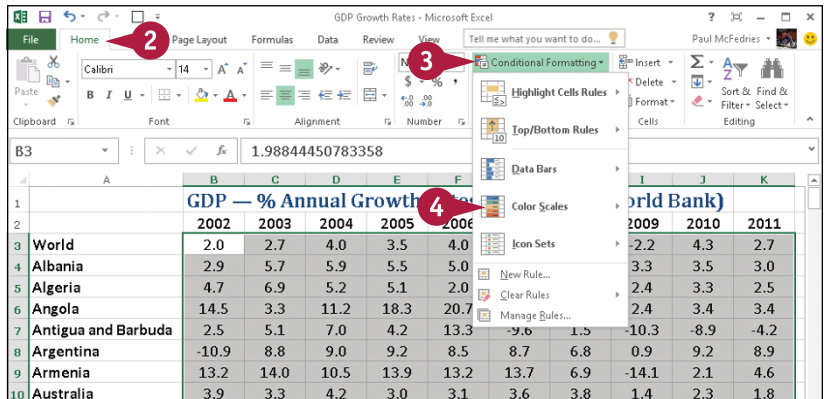 GDP Growth Rates - Microsoft Excel
File Home Page Layout Formulas Data Review View Tell me what you want to do... Paul McFedries
2
3
4
Paste
Clipboard
Calibri 14
B I U
Font
Alignment
$ % ,
Number
Conditional Formatting
Highlight Cells Rules
Top/Bottom Rules
Data Bars
Color Scales
Icon Sets
New Rule...
Clear Rules
Manage Rules...
Insert
Delete
Format
Cells
Sort & Filter
Find & Select
Editing
B3 fx 1.98844450783358
A B C D E F I J K
1 GDP — % Annual Growth orld Bank)
2 2002 2003 2004 2005 2006 2009 2010 2011
3 World 2.0 2.7 4.0 3.5 4.0 -2.2 4.3 2.7
4 Albania 2.9 5.7 5.9 5.5 5.0 3.3 3.5 3.0
5 Algeria 4.7 6.9 5.2 5.1 2.0 2.4 3.3 2.5
6 Angola 14.5 3.3 11.2 18.3 20.7 2.4 3.4 3.4
7 Antigua and Barbuda 2.5 5.1 7.0 4.2 13.3 -9.6 1.5 -10.3 -8.9 -4.2
8 Argentina -10.9 8.8 9.0 9.2 8.5 8.7 6.8 0.9 9.2 8.9
9 Armenia 13.2 14.0 10.5 13.9 13.2 13.7 6.9 -14.1 2.1 4.6
10 Australia 3.9 3.3 4.2 3.0 3.1 3.6 3.8 1.4 2.3 1.8